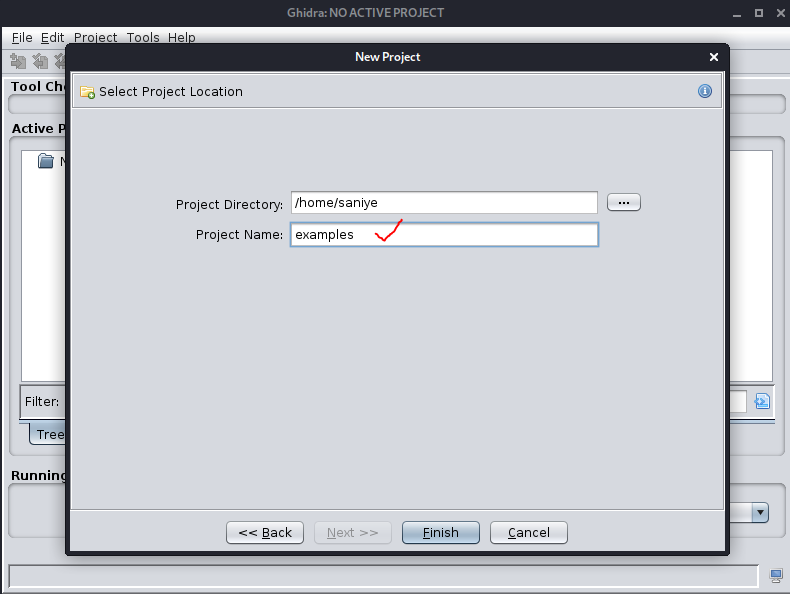 Ghidra: NO ACTIVE PROJECT
File Edit Project Tools Help
New Project
Tool Che
Select Project Location
Active P
N
Project Directory: /home/saniye ...
Project Name: examples
Filter:
Tree
Running
<< Back Next >> Finish Cancel